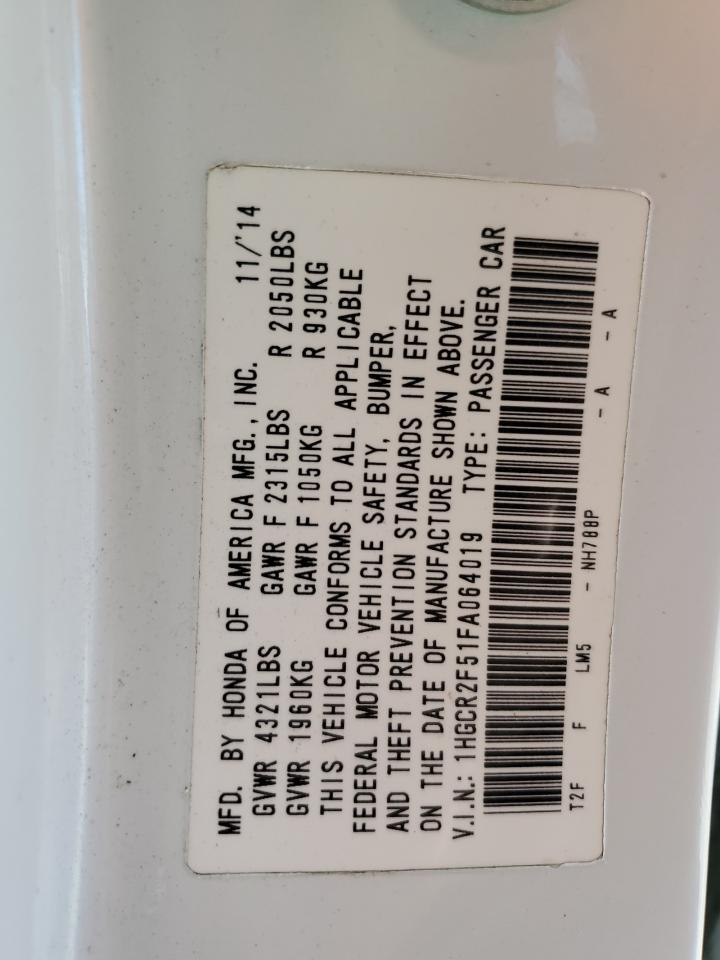 MFD. BY HONDA OF AMERICA MFG., INC. 11/'14
GVWR 4321LBS GAWR F 2315LBS R 2050LBS
GVWR 1960KG GAWR F 1050KG R 930KG
THIS VEHICLE CONFORMS TO ALL APPLICABLE
FEDERAL MOTOR VEHICLE SAFETY, BUMPER,
AND THEFT PREVENTION STANDARDS IN EFFECT
ON THE DATE OF MANUFACTURE SHOWN ABOVE.
V.I.N.: 1HGCR2F51FA064019 TYPE: PASSENGER CAR
T2F F LM5 - NH788P - A - A